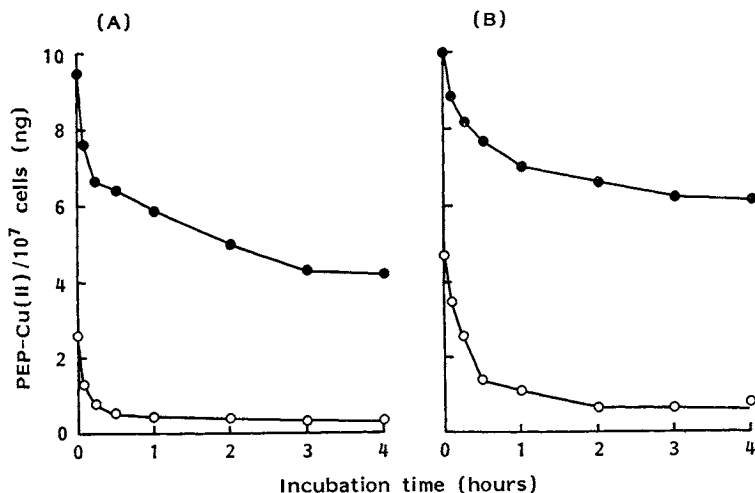 (A)
(B)
PEP-Cu(II)/10⁷ cells (ng)
10
8
6
4
2
0
0 1 2 3 4
0 1 2 3 4
Incubation time (hours)